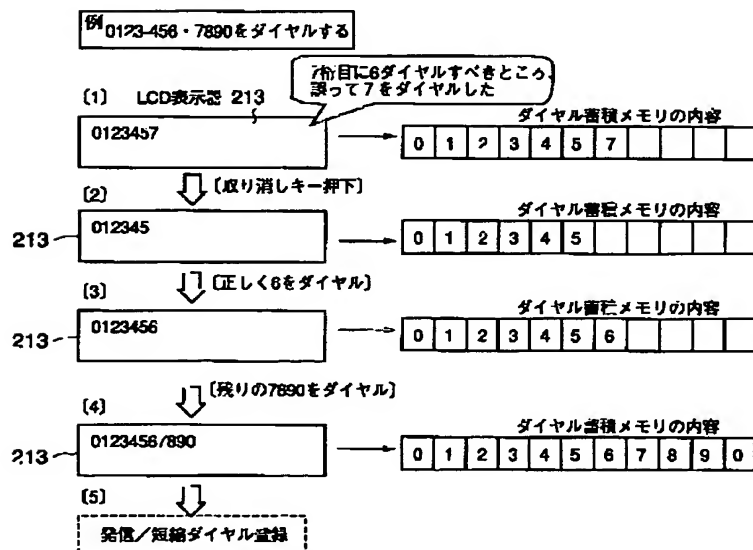 例 0123-456・7890をダイヤルする
7桁目に6ダイヤルすべきところ、
誤って7をダイヤルした
〔1〕 LCD表示器 213
0123457
ダイヤル蓄積メモリの内容
0 1 2 3 4 5 7
〔取り消しキー押下〕
〔2〕
213
012345
ダイヤル蓄積メモリの内容
0 1 2 3 4 5
〔正しく6をダイヤル〕
〔3〕
213
0123456
ダイヤル蓄積メモリの内容
0 1 2 3 4 5 6
〔残りの7890をダイヤル〕
〔4〕
213
0123456/890
ダイヤル蓄積メモリの内容
0 1 2 3 4 5 6 7 8 9 0
〔5〕
発信/短縮ダイヤル登録